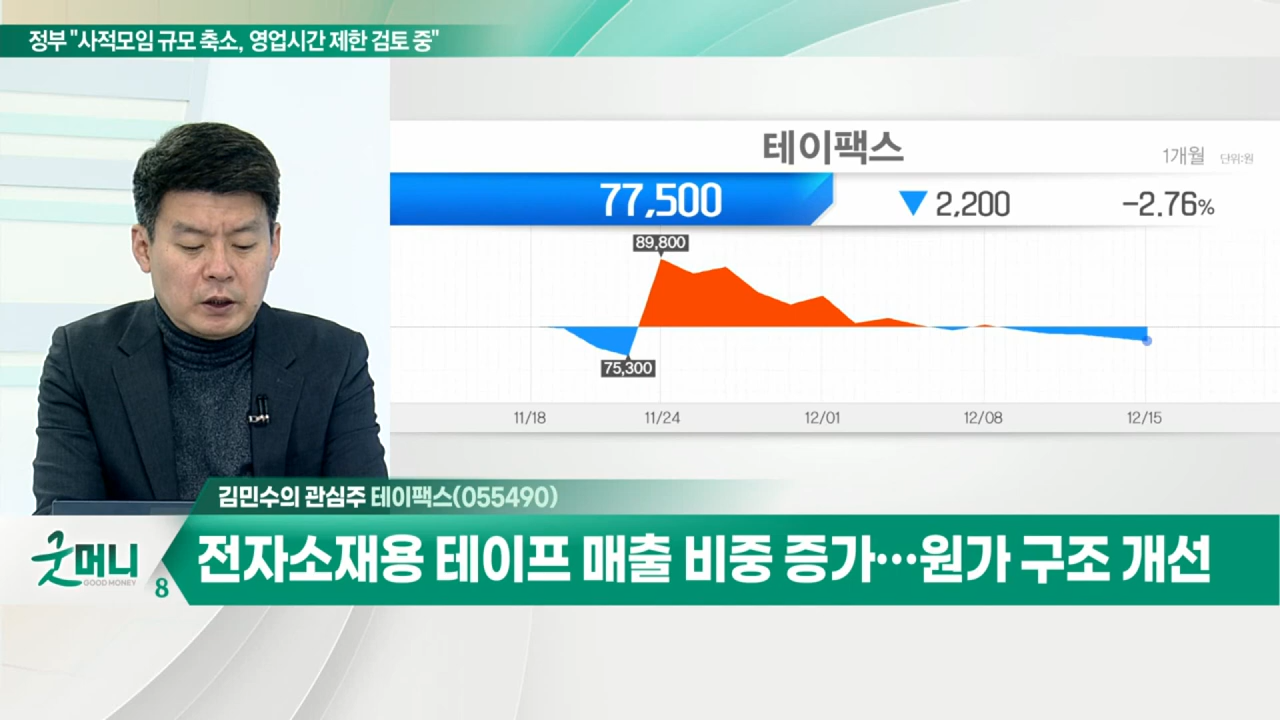 정부 "사적모임 규모 축소, 영업시간 제한 검토 중"
테이팩스
1개월 단위:원
77,500 ▼ 2,200 -2.76%
89,800
75,300
11/18 11/24 12/01 12/08 12/15
김민수의 관심주 테이팩스(055490)
굿머니
GOOD MONEY
8
전자소재용 테이프 매출 비중 증가…원가 구조 개선